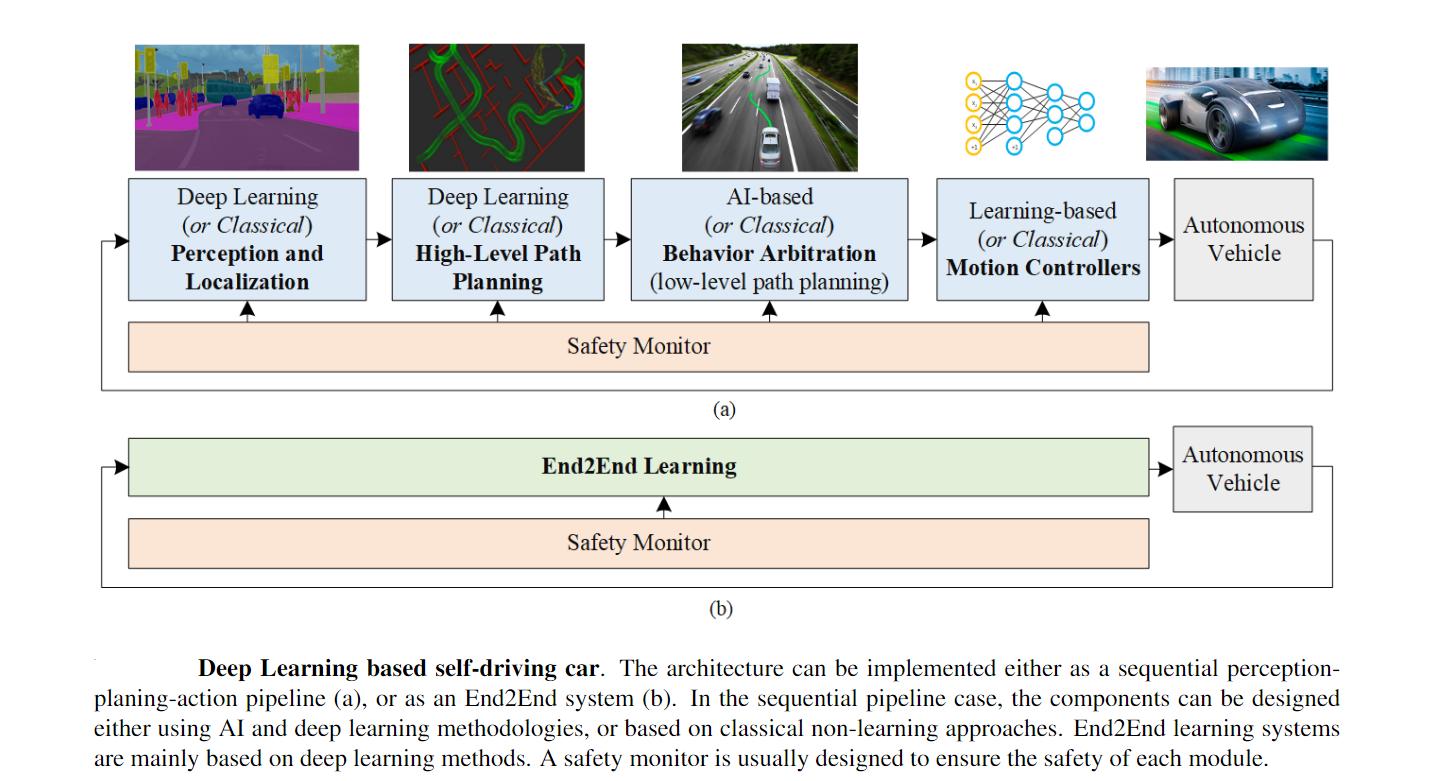 Deep Learning
(or Classical)
Perception and
Localization
Deep Learning
(or Classical)
High-Level Path
Planning
AI-based
(or Classical)
Behavior Arbitration
(low-level path planning)
Learning-based
(or Classical)
Motion Controllers
Autonomous
Vehicle
Safety Monitor
(a)
End2End Learning
Autonomous
Vehicle
Safety Monitor
(b)
Deep Learning based self-driving car. The architecture can be implemented either as a sequential perception-
planing-action pipeline (a), or as an End2End system (b). In the sequential pipeline case, the components can be designed
either using AI and deep learning methodologies, or based on classical non-learning approaches. End2End learning systems
are mainly based on deep learning methods. A safety monitor is usually designed to ensure the safety of each module.